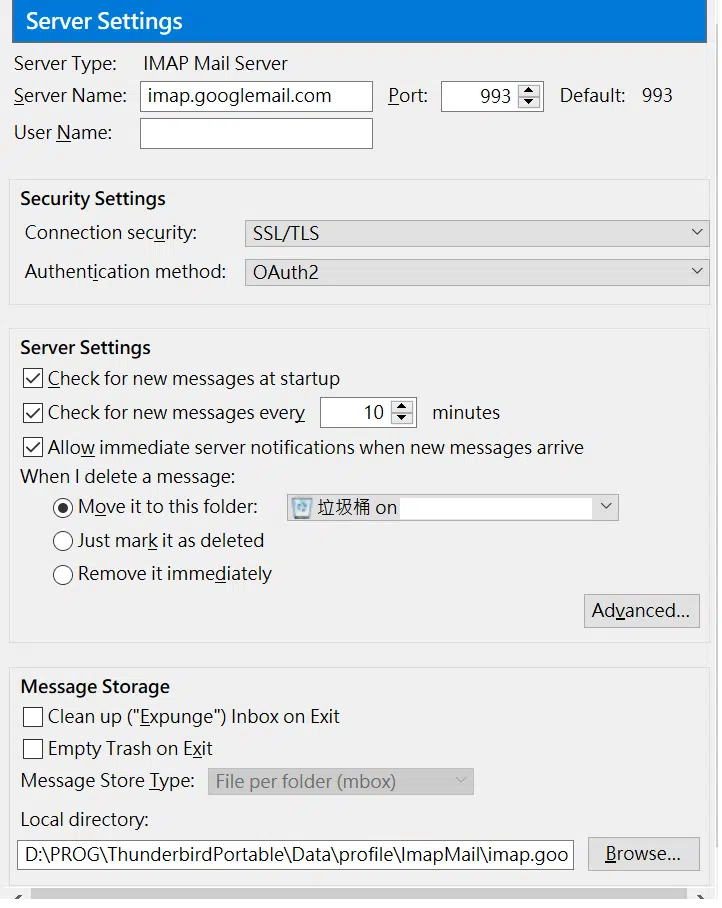 Server Settings
Server Type: IMAP Mail Server
Server Name: imap.googlemail.com Port: 993 Default: 993
User Name:
Security Settings
Connection security: SSL/TLS
Authentication method: OAuth2
Server Settings
Check for new messages at startup
Check for new messages every 10 minutes
Allow immediate server notifications when new messages arrive
When I delete a message:
Move it to this folder: 垃圾桶 on
Just mark it as deleted
Remove it immediately
Advanced...
Message Storage
Clean up ("Expunge") Inbox on Exit
Empty Trash on Exit
Message Store Type: File per folder (mbox)
Local directory:
D:\PROG\ThunderbirdPortable\Data\profile\ImapMail\imap.goo Browse...